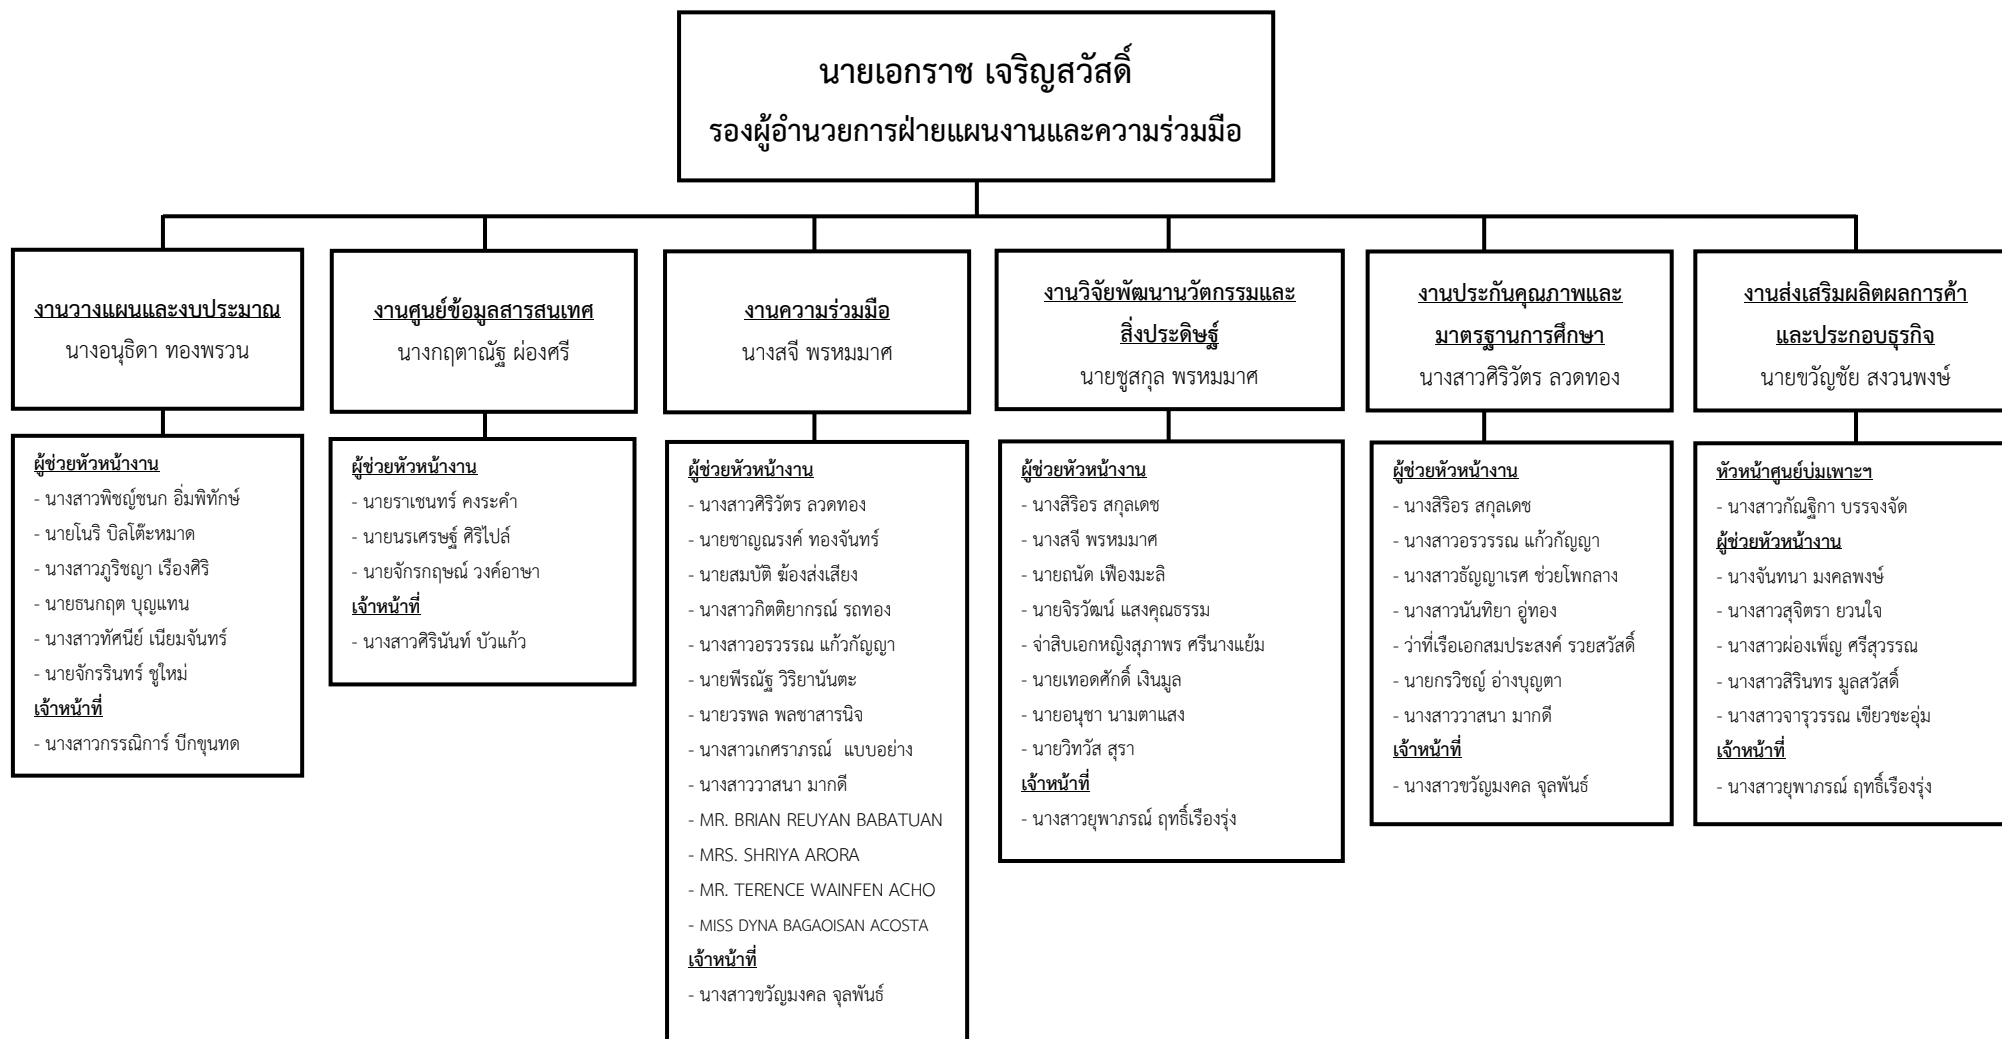 นายเอกราช เจริญสวัสดิ์
รองผู้อำนวยการฝ่ายแผนงานและความร่วมมือ
งานวางแผนและงบประมาณ
นางอนุธิดา ทองพรวน
ผู้ช่วยหัวหน้างาน
- นางสาวพิชญ์ชนก อิ่มพิทักษ์
- นายโนริ บิลโต๊ะหมาด
- นางสาวภูริชญา เรืองศิริ
- นายธนกฤต บุญแทน
- นางสาวทัศนีย์ เนียมจันทร์
- นายจักรรินทร์ ชูใหม่
เจ้าหน้าที่
- นางสาวกรรณิการ์ บีกขุนทด
งานศูนย์ข้อมูลสารสนเทศ
นางกฤตาณัฐ ผ่องศรี
ผู้ช่วยหัวหน้างาน
- นายราเชนทร์ คงระคำ
- นายนรเศรษฐ์ ศิริไปล์
- นายจักรกฤษณ์ วงค์อาษา
เจ้าหน้าที่
- นางสาวศิรินันท์ บัวแก้ว
งานความร่วมมือ
นางสจี พรหมมาศ
ผู้ช่วยหัวหน้างาน
- นางสาวศิริวัตร ลวดทอง
- นายชาญณรงค์ ทองจันทร์
- นายสมบัติ ฆ้องส่งเสียง
- นางสาวกิตติยากรณ์ รถทอง
- นางสาวอรวรรณ แก้วกัญญา
- นายพีรณัฐ วิริยานันตะ
- นายวรพล พลชาสารนิจ
- นางสาวเกศราภรณ์  แบบอย่าง
- นางสาววาสนา มากดี
- MR. BRIAN REUYAN BABATUAN
- MRS. SHRIYA ARORA
- MR. TERENCE WAINFEN ACHO
- MISS DYNA BAGAOISAN ACOSTA
เจ้าหน้าที่
- นางสาวขวัญมงคล จุลพันธ์
งานวิจัยพัฒนานวัตกรรมและ
สิ่งประดิษฐ์
นายชูสกุล พรหมมาศ
ผู้ช่วยหัวหน้างาน
- นางสิริอร สกุลเดช
- นางสจี พรหมมาศ
- นายถนัด เฟืองมะลิ
- นายจิรวัฒน์ แสงคุณธรรม
- จ่าสิบเอกหญิงสุภาพร ศรีนางแย้ม
- นายเทอดศักดิ์ เงินมูล
- นายอนุชา นามตาแสง
- นายวิทวัส สุรา
เจ้าหน้าที่
- นางสาวยุพาภรณ์ ฤทธิ์เรืองรุ่ง
งานประกันคุณภาพและ
มาตรฐานการศึกษา
นางสาวศิริวัตร ลวดทอง
ผู้ช่วยหัวหน้างาน
- นางสิริอร สกุลเดช
- นางสาวอรวรรณ แก้วกัญญา
- นางสาวธัญญาเรศ ช่วยโพกลาง
- นางสาวนันทิยา อู่ทอง
- ว่าที่เรือเอกสมประสงค์ รวยสวัสดิ์
- นายกรวิชญ์ อ่างบุญตา
- นางสาววาสนา มากดี
เจ้าหน้าที่
- นางสาวขวัญมงคล จุลพันธ์
งานส่งเสริมผลิตผลการค้า
และประกอบธุรกิจ
นายขวัญชัย สงวนพงษ์
หัวหน้าศูนย์บ่มเพาะฯ
- นางสาวกัณฐิกา บรรจงจัด
ผู้ช่วยหัวหน้างาน
- นางจันทนา มงคลพงษ์
- นางสาวสุจิตรา ยวนใจ
- นางสาวผ่องเพ็ญ ศรีสุวรรณ
- นางสาวสิรินทร มูลสวัสดิ์
- นางสาวจารุวรรณ เขียวชะอุ่ม
เจ้าหน้าที่
- นางสาวยุพาภรณ์ ฤทธิ์เรืองรุ่ง